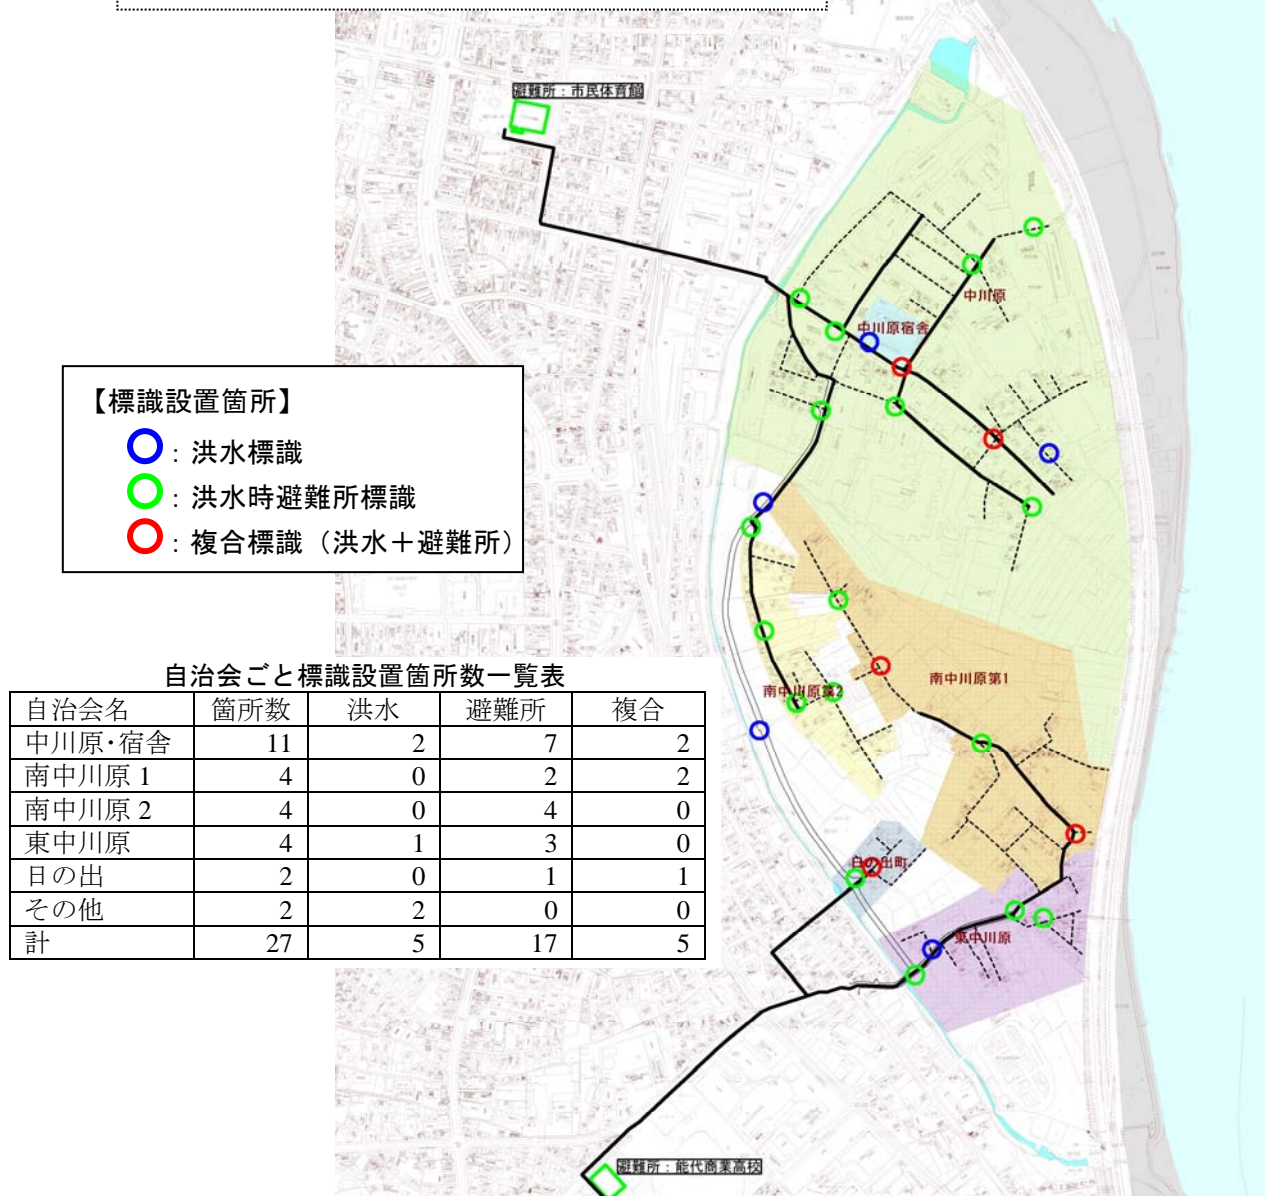 避難所：市民体育館
中川原
中川原宿舎
【標識設置箇所】
：洪水標識
：洪水時避難所標識
：複合標識（洪水＋避難所）
南中川原第1
南中川原第2
日の出町
東中川原
自治会ごと標識設置箇所数一覧表
自治会名 箇所数 洪水 避難所 複合
中川原・宿舎 11 2 7 2
南中川原 1 4 0 2 2
南中川原 2 4 0 4 0
東中川原 4 1 3 0
日の出 2 0 1 1
その他 2 2 0 0
計 27 5 17 5
避難所：能代商業高校